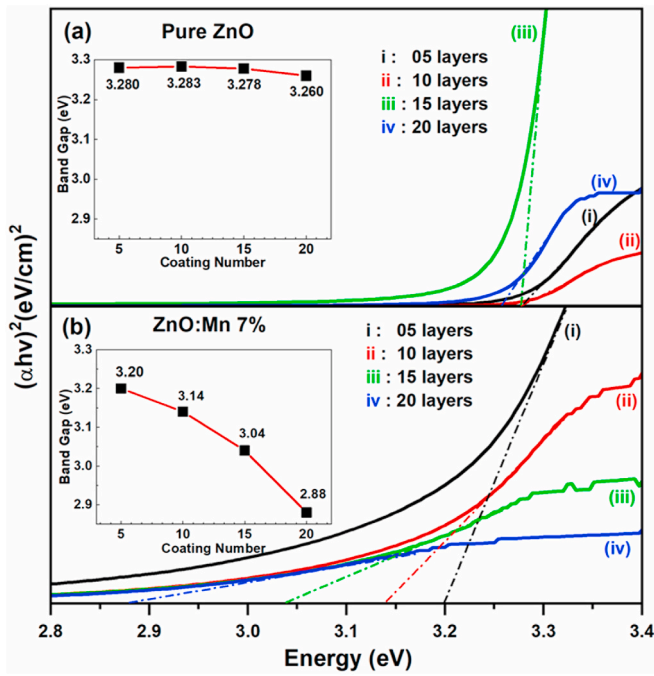 (αhν)²(eV/cm)²
(a)
Pure ZnO
i : 05 layers
ii : 10 layers
iii : 15 layers
iv : 20 layers
Band Gap (eV)
3.3
3.2
3.1
3.0
2.9
3.280
3.283
3.278
3.260
5
10
15
20
Coating Number
(iii)
(iv)
(i)
(ii)
(b)
ZnO:Mn 7%
i : 05 layers
ii : 10 layers
iii : 15 layers
iv : 20 layers
Band Gap (eV)
3.3
3.2
3.1
3.0
2.9
3.20
3.14
3.04
2.88
5
10
15
20
Coating Number
(i)
(ii)
(iii)
(iv)
2.8
2.9
3.0
3.1
3.2
3.3
3.4
Energy (eV)